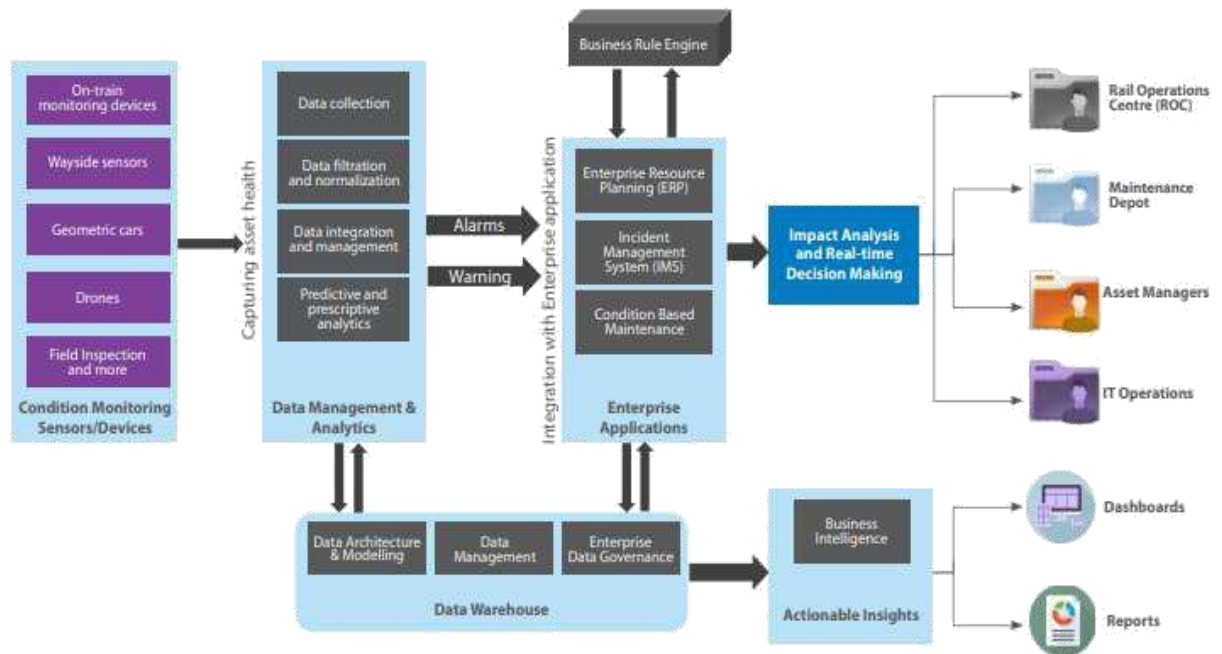 Business Rule Engine
On-train
monitoring devices
Wayside sensors
Geometric cars
Drones
Field Inspection
and more
Condition Monitoring
Sensors/Devices
Capturing asset health
Data collection
Data filtration
and normalization
Data integration
and management
Predictive and
prescriptive
analytics
Data Management &
Analytics
Alarms
Warning
Integration with Enterprise application
Enterprise Resource
Planning (ERP)
Incident
Management
System (IMS)
Condition Based
Maintenance
Enterprise
Applications
Impact Analysis
and Real-time
Decision Making
Rail Operations
Centre (ROC)
Maintenance
Depot
Asset Managers
IT Operations
Data Architecture
& Modelling
Data
Management
Enterprise
Data Governance
Data Warehouse
Business
Intelligence
Actionable Insights
Dashboards
Reports